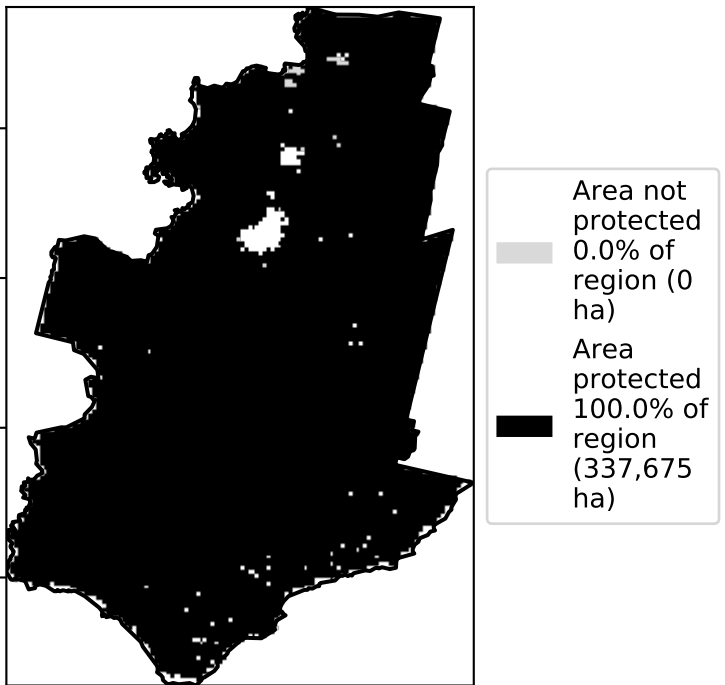 Area not
protected
0.0% of
region (0
ha)
Area
protected
100.0% of
region
(337,675
ha)